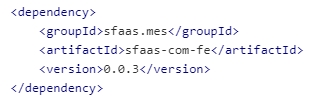 <dependency>
    <groupId>sfaas.mes</groupId>
    <artifactId>sfaas-com-fe</artifactId>
    <version>0.0.3</version>
</dependency>